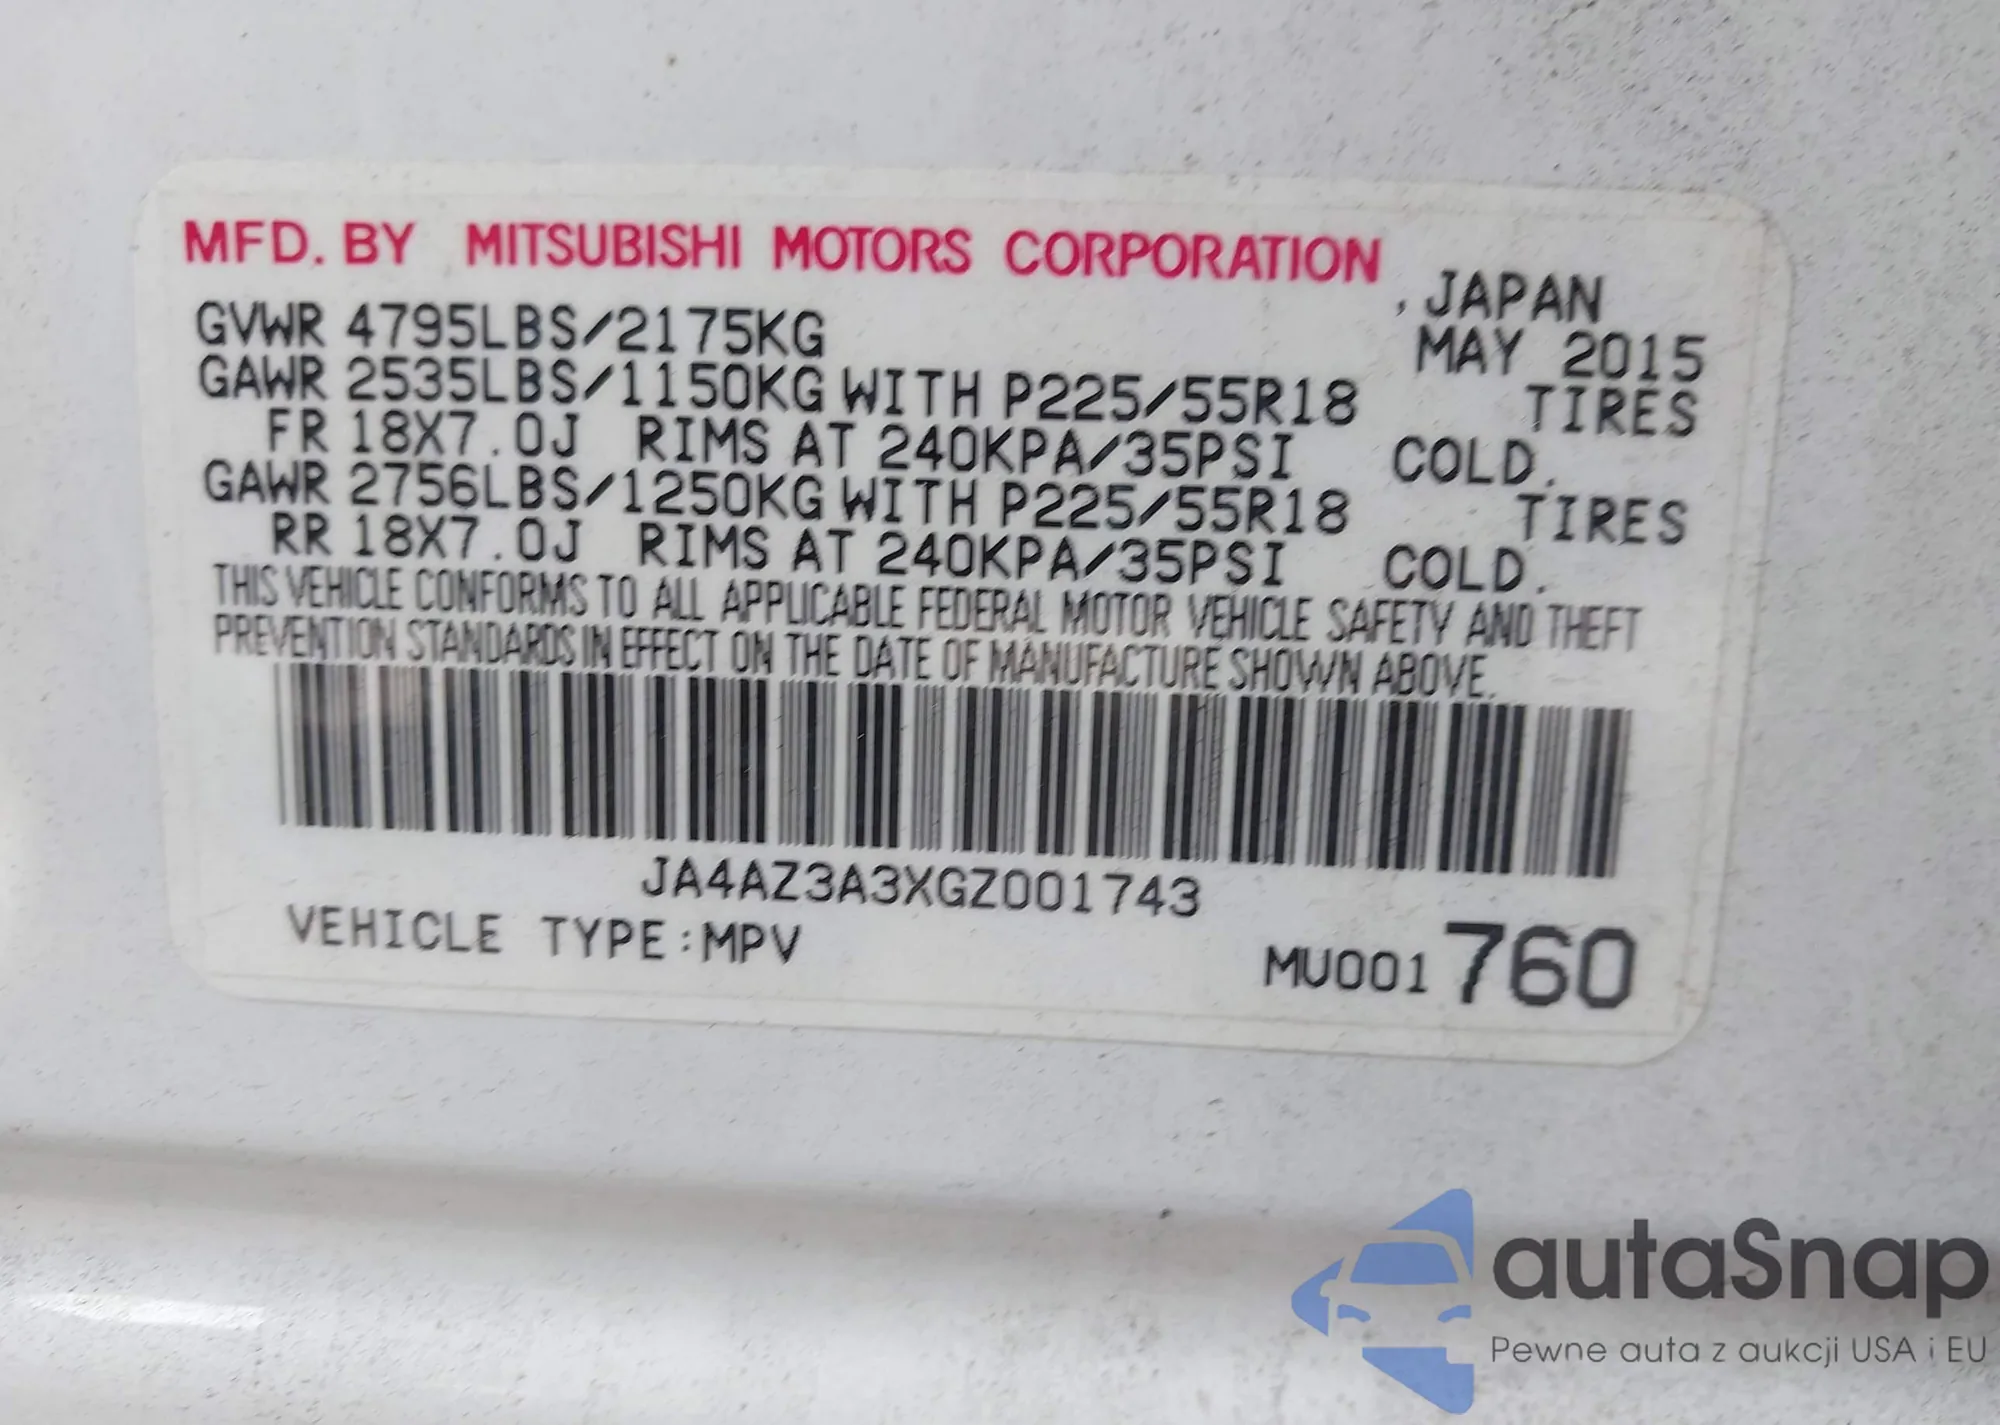 MFD. BY MITSUBISHI MOTORS CORPORATION , JAPAN
GVWR 4795LBS/2175KG MAY 2015
GAWR 2535LBS/1150KG WITH P225/55R18 TIRES
FR 18X7.0J RIMS AT 240KPA/35PSI COLD.
GAWR 2756LBS/1250KG WITH P225/55R18 TIRES
RR 18X7.0J RIMS AT 240KPA/35PSI COLD.
THIS VEHICLE CONFORMS TO ALL APPLICABLE FEDERAL MOTOR VEHICLE SAFETY AND THEFT
PREVENTION STANDARDS IN EFFECT ON THE DATE OF MANUFACTURE SHOWN ABOVE.
JA4AZ3A3XGZ001743
VEHICLE TYPE:MPV MU001760
autaSnap
Pewne auta z aukcji USA i EU